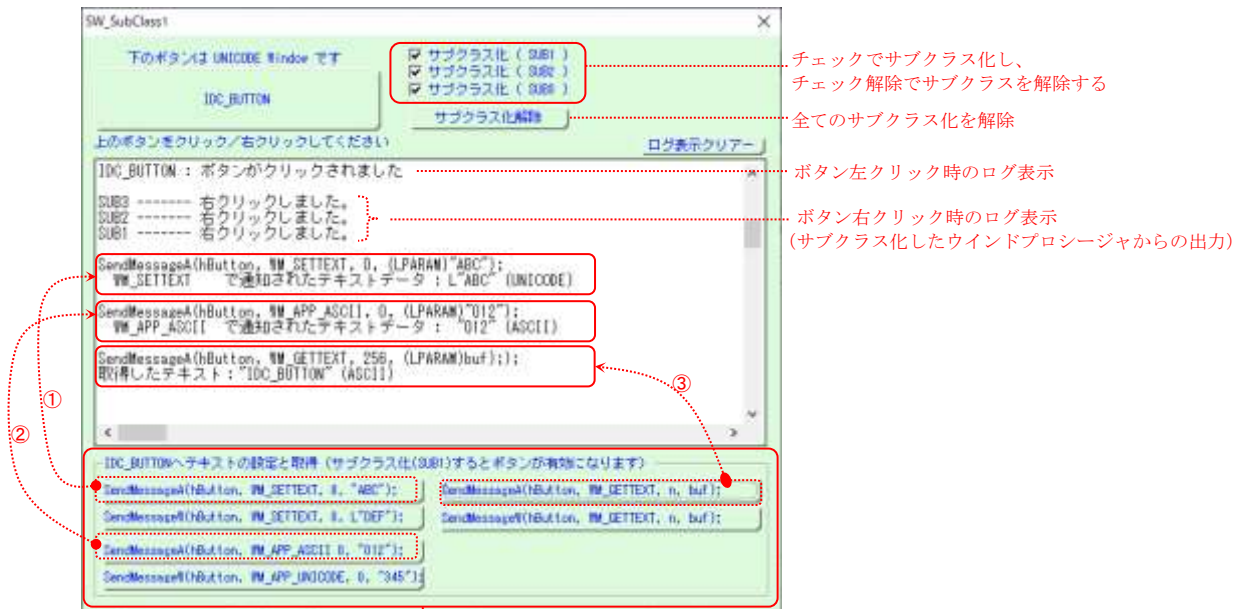 SW_SubClass1
下のボタンは UNICODE Window です
サブクラス化 ( SUB1 )
サブクラス化 ( SUB2 )
サブクラス化 ( SUB3 )
チェックでサブクラス化し、
チェック解除でサブクラスを解除する
IDC_BUTTON
サブクラス化解除
全てのサブクラス化を解除
上のボタンをクリック／右クリックしてください
ログ表示クリアー
IDC_BUTTON : ボタンがクリックされました
ボタン左クリック時のログ表示
SUB3 ------- 右クリックしました。
SUB2 ------- 右クリックしました。
SUB1 ------- 右クリックしました。
ボタン右クリック時のログ表示
(サブクラス化したウインドプロシージャからの出力)
SendMessageA(hButton, WM_SETTEXT, 0, (LPARAM)"ABC");
WM_SETTEXT で通知されたテキストデータ : L"ABC" (UNICODE)
SendMessageA(hButton, WM_APP_ASCII, 0, (LPARAM)"012");
WM_APP_ASCII で通知されたテキストデータ : "012" (ASCII)
SendMessageA(hButton, WM_GETTEXT, 256, (LPARAM)buf););
取得したテキスト : "IDC_BUTTON" (ASCII)
①
②
③
IDC_BUTTONへテキストの設定と取得 (サブクラス化(SUB1)するとボタンが有効になります)
SendMessageA(hButton, WM_SETTEXT, 0, "ABC");
SendMessageA(hButton, WM_GETTEXT, n, buf);
SendMessageW(hButton, WM_SETTEXT, 0, L"DEF");
SendMessageW(hButton, WM_GETTEXT, n, buf);
SendMessageA(hButton, WM_APP_ASCII 0, "012");
SendMessageW(hButton, WM_APP_UNICODE, 0, "345");